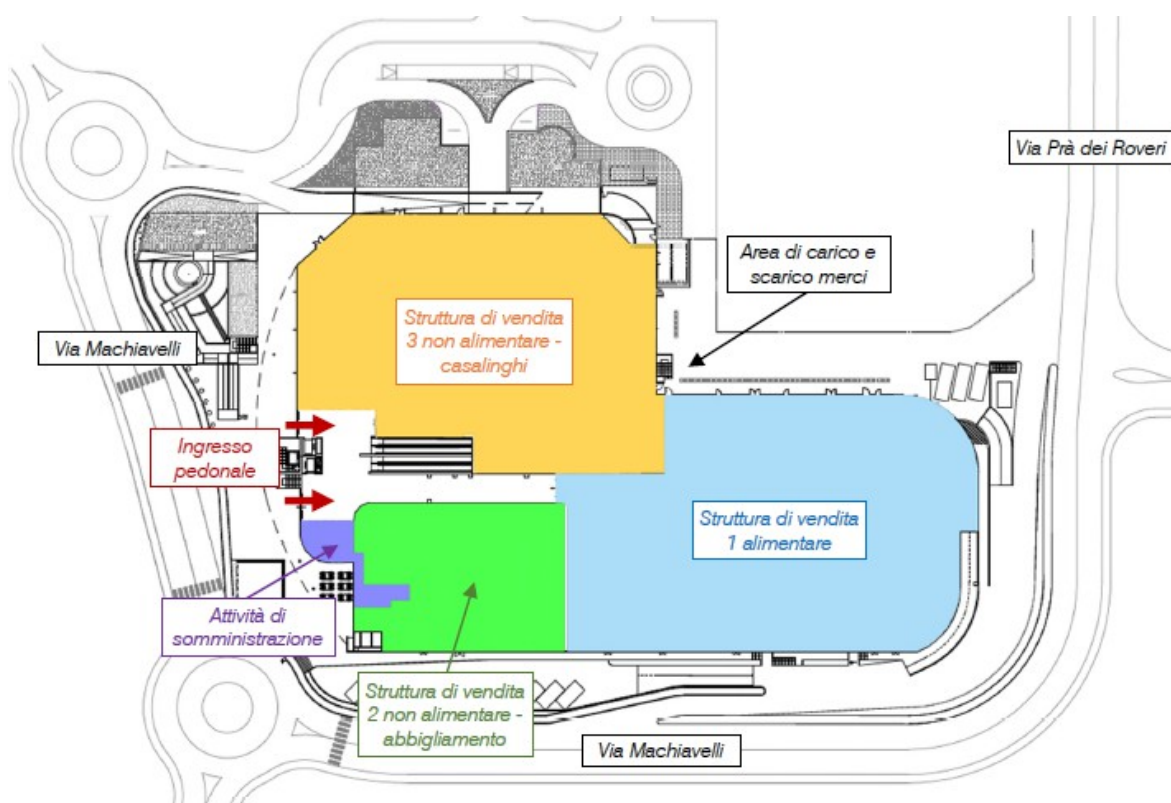 Via Prà dei Roveri
Area di carico e
scarico merci
Struttura di vendita
3 non alimentare -
casalinghi
Via Machiavelli
Ingresso
pedonale
Struttura di vendita
1 alimentare
Attività di
somministrazione
Struttura di vendita
2 non alimentare -
abbigliamento
Via Machiavelli